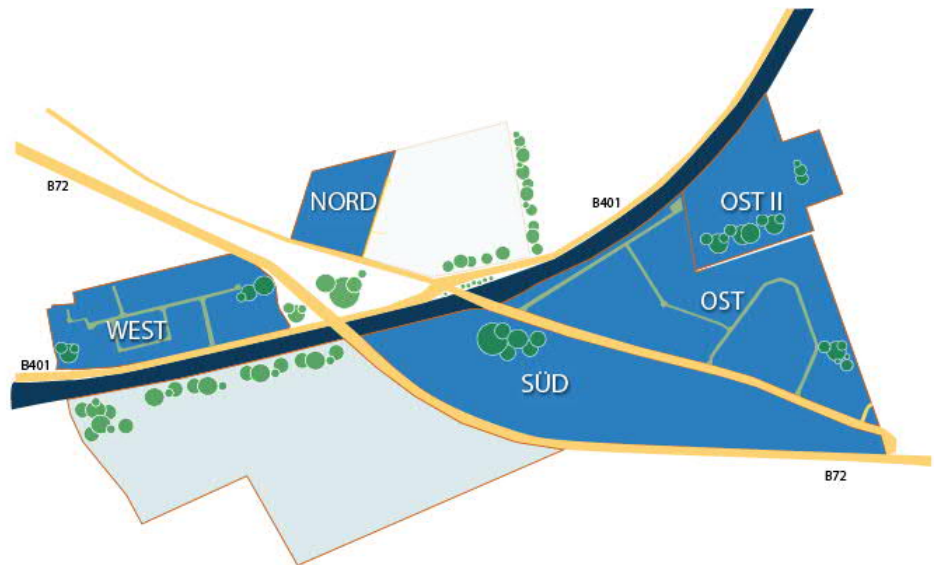 B72
NORD
B401
OST II
OST
WEST
B401
SÜD
B72